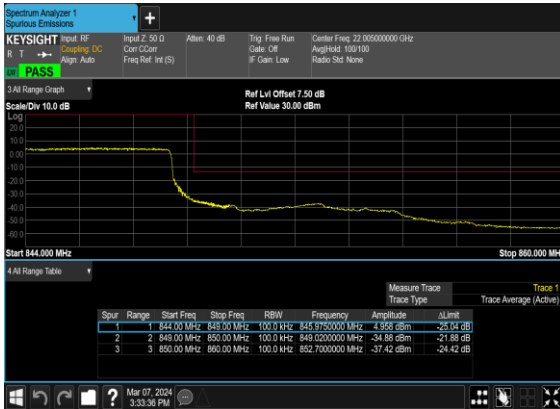 Spectrum Analyzer 1
Spurious Emissions
+
KEYSIGHT
R T
LXI PASS
Input: RF
Coupling: DC
Align: Auto
Input Z: 50 Ω
Corr CCorr
Freq Ref: Int (S)
Atten: 40 dB
Trig: Free Run
Gate: Off
IF Gain: Low
Center Freq: 22.005000000 GHz
Avg|Hold: 100/100
Radio Std: None
3 All Range Graph
Scale/Div 10.0 dB
Ref Lvl Offset 7.50 dB
Ref Value 30.00 dBm
Log
20.0
10.0
0.00
-10.0
-20.0
-30.0
-40.0
-50.0
-60.0
Start 844.000 MHz
Stop 860.000 MH
4 All Range Table
Measure Trace Trace 1
Trace Type Trace Average (Active)
Spur Range Start Freq Stop Freq RBW Frequency Amplitude ΔLimit
1 1 844.00 MHz 849.00 MHz 100.0 kHz 845.9750000 MHz 4.958 dBm -25.04 dB
2 2 849.00 MHz 850.00 MHz 100.0 kHz 849.0200000 MHz -34.88 dBm -21.88 dB
3 3 850.00 MHz 860.00 MHz 100.0 kHz 852.7000000 MHz -37.42 dBm -24.42 dB
?
Mar 07, 2024
3:33:36 PM